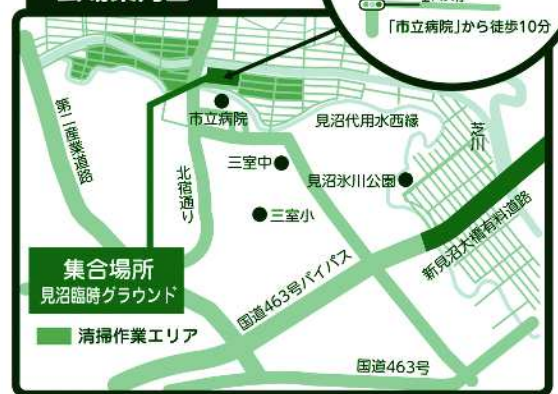 「市立病院」から徒歩10分
市立病院
見沼代用水西縁
芝川
第二産業道路
北宿通り
三室中
見沼氷川公園
三室小
新見沼大橋有料道路
集合場所
見沼臨時グラウンド
国道463号バイパス
清掃作業エリア
国道463号